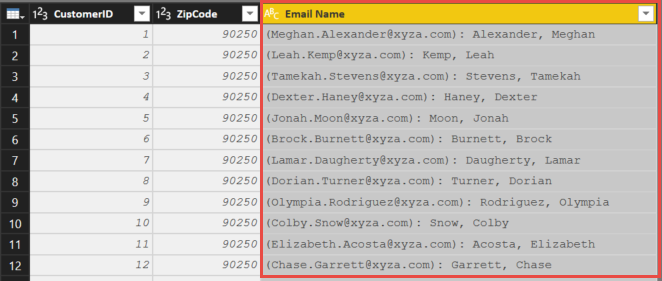 1²3 CustomerID 1²3 ZipCode ABC Email Name
1 1 90250 (Meghan.Alexander@xyza.com): Alexander, Meghan
2 2 90250 (Leah.Kemp@xyza.com): Kemp, Leah
3 3 90250 (Tamekah.Stevens@xyza.com): Stevens, Tamekah
4 4 90250 (Dexter.Haney@xyza.com): Haney, Dexter
5 5 90250 (Jonah.Moon@xyza.com): Moon, Jonah
6 6 90250 (Brock.Burnett@xyza.com): Burnett, Brock
7 7 90250 (Lamar.Daugherty@xyza.com): Daugherty, Lamar
8 8 90250 (Dorian.Turner@xyza.com): Turner, Dorian
9 9 90250 (Olympia.Rodriguez@xyza.com): Rodriguez, Olympia
10 10 90250 (Colby.Snow@xyza.com): Snow, Colby
11 11 90250 (Elizabeth.Acosta@xyza.com): Acosta, Elizabeth
12 12 90250 (Chase.Garrett@xyza.com): Garrett, Chase